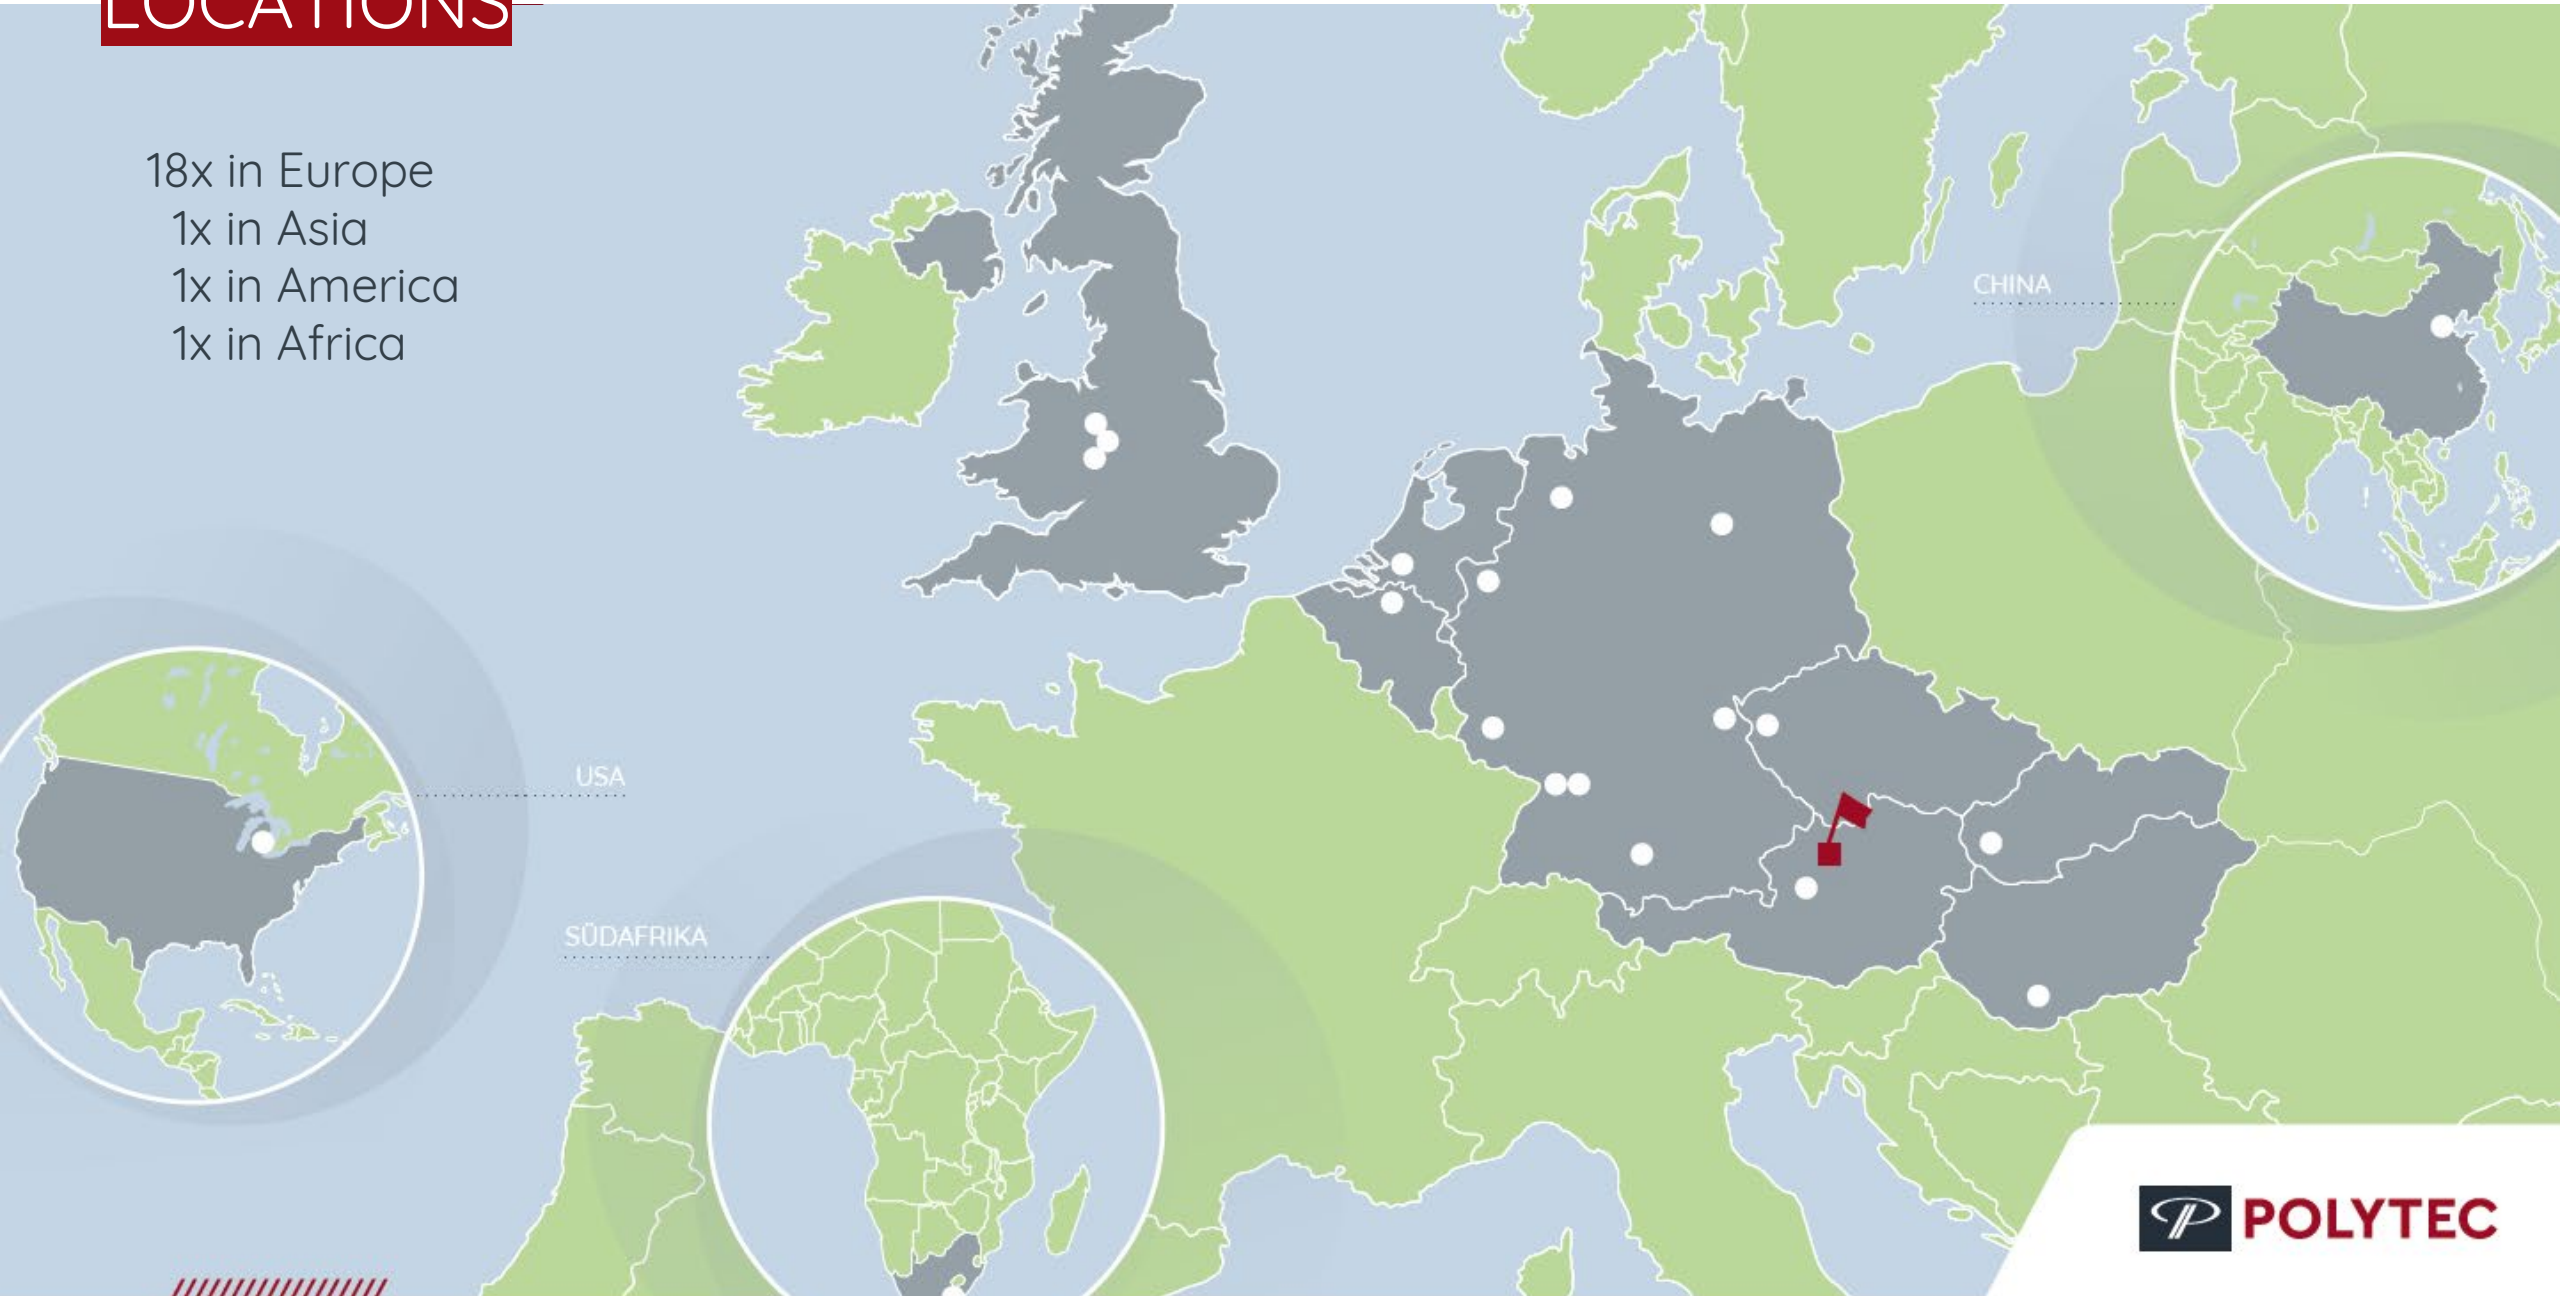 LOCATIONS
18x in Europe
1x in Asia
1x in America
1x in Africa
CHINA
USA
SÜDAFRIKA
POLYTEC